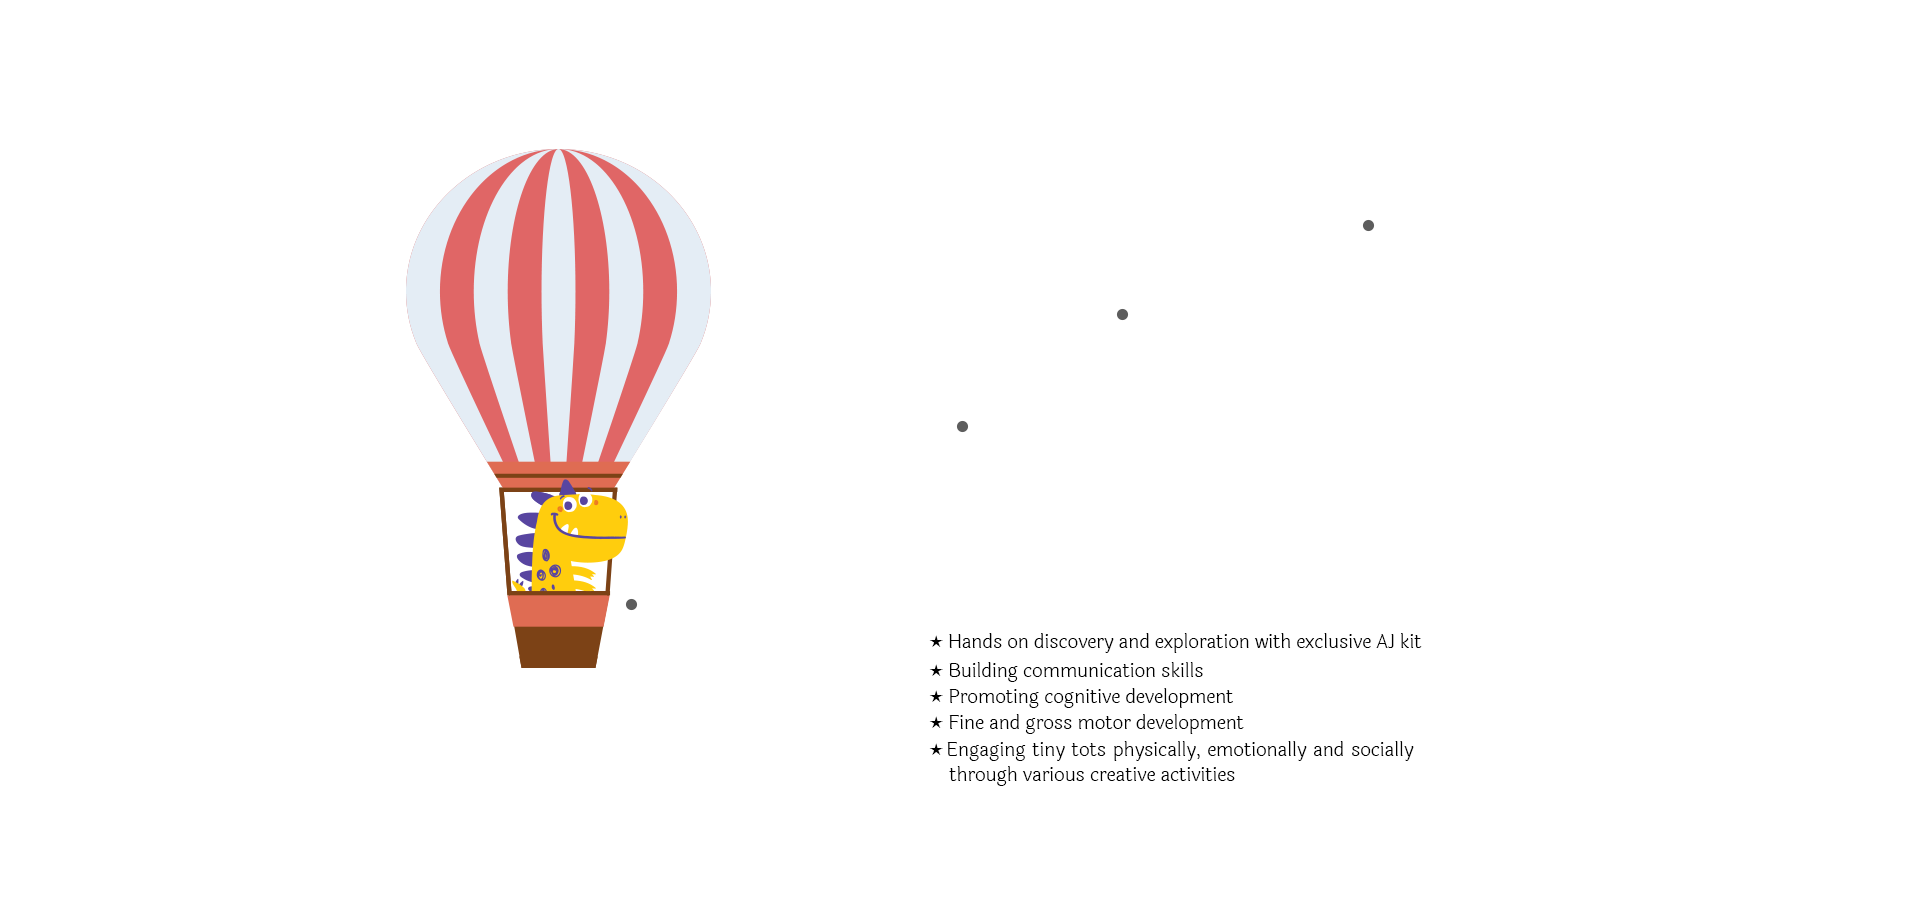 ★ Hands on discovery and exploration with exclusive AJ kit
★ Building communication skills
★ Promoting cognitive development
★ Fine and gross motor development
★ Engaging tiny tots physically, emotionally and socially
through various creative activities